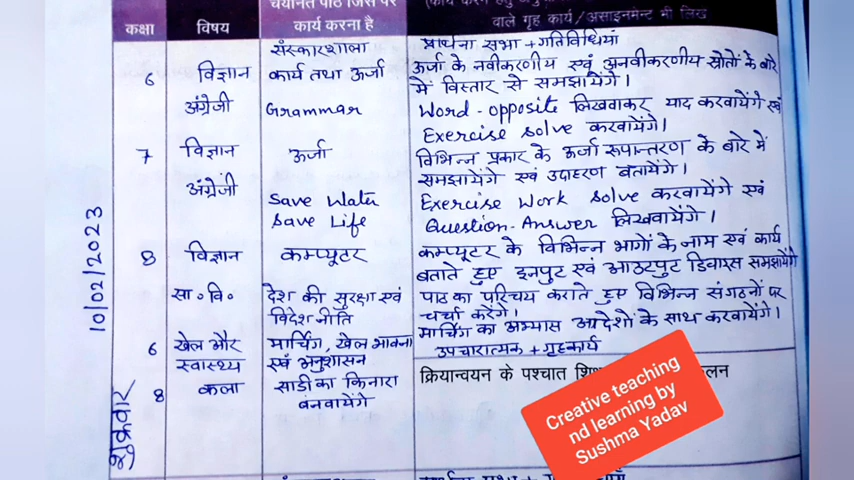 चयनित पाठ जिस पर
कार्य करना है
वाले गृह कार्य/असाइनमेन्ट भी लिखें
कक्षा
विषय
संस्कारशाला
प्रार्थना सभा + गतिविधियां
6 विज्ञान कार्य तथा ऊर्जा ऊर्जा के नवीकरणीय एवं अनवीकरणीय स्रोतों के बारे
में विस्तार से समझायेंगे।
अंग्रेजी Grammar Word-opposite लिखवाकर याद करवायेंगे एवं
Exercise solve करवायेंगे।
7 विज्ञान ऊर्जा विभिन्न प्रकार के ऊर्जा रूपान्तरण के बारे में
समझायेंगे एवं उदाहरण बतायेंगे।
अंग्रेजी Save Water Exercise Work solve करवायेंगे एवं
Save Life Question-Answer लिखवायेंगे।
8 विज्ञान कम्प्यूटर कम्प्यूटर के विभिन्न भागों के नाम एवं कार्य
बताते हुए इनपुट एवं आउटपुट डिवाइस समझायेंगे
सा॰वि॰ देश की सुरक्षा एवं पाठ का परिचय कराते हुए विभिन्न संगठनों पर
विदेश नीति चर्चा करेंगे।
6 खेल और मार्चिंग, खेल भावना मार्चिंग का अभ्यास आदेशों के साथ करवायेंगे।
स्वास्थ्य एवं अनुशासन उपचारात्मक + गृहकार्य
8 कला साडी का किनारा
बनवायेंगे
क्रियान्वयन के पश्चात
10/02/2023
शुक्रवार
Creative teaching
nd learning by
Sushma Yadav